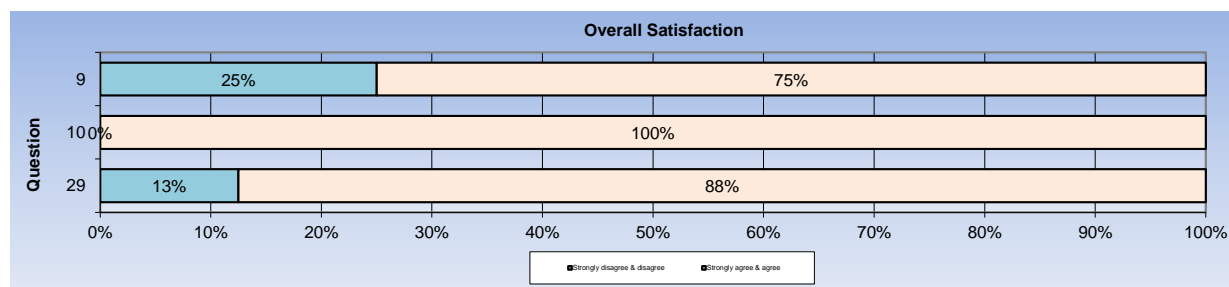 Overall Satisfaction
9 25% 75%
10 0% 100%
29 13% 88%
Question
0% 10% 20% 30% 40% 50% 60% 70% 80% 90% 100%
Strongly disagree & disagree Strongly agree & agree